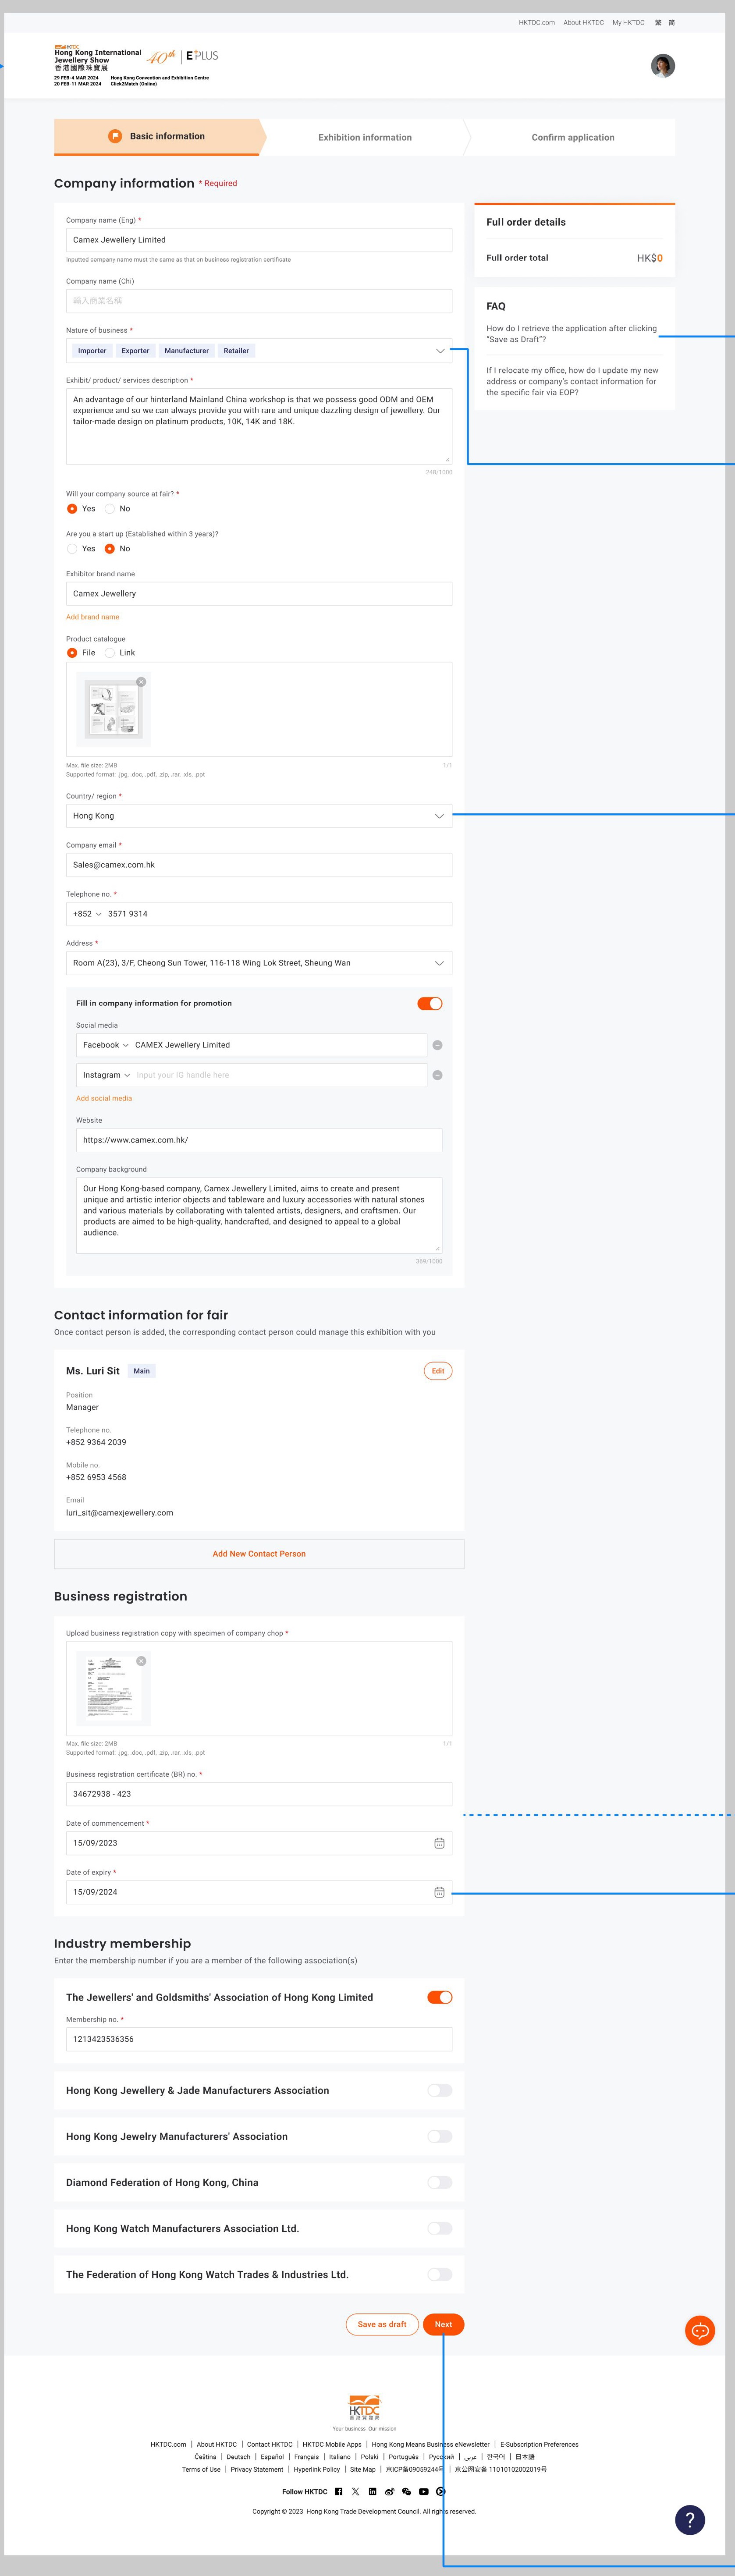 HKTDC.com About HKTDC My HKTDC 繁 简
HKTDC
Hong Kong International
Jewellery Show
香港國際珠寶展
40th
E PLUS
29 FEB-4 MAR 2024 Hong Kong Convention and Exhibition Centre
20 FEB-11 MAR 2024 Click2Match (Online)
Basic information
Exhibition information
Confirm application
Company information * Required
Company name (Eng) *
Camex Jewellery Limited
Inputted company name must the same as that on business registration certificate
Company name (Chi)
輸入商業名稱
Nature of business *
Importer Exporter Manufacturer Retailer
Exhibit/ product/ services description *
An advantage of our hinterland Mainland China workshop is that we possess good ODM and OEM
experience and so we can always provide you with rare and unique dazzling design of jewellery. Our
tailor-made design on platinum products, 10K, 14K and 18K.
248/1000
Will your company source at fair? *
Yes No
Are you a start up (Established within 3 years)?
Yes No
Exhibitor brand name
Camex Jewellery
Add brand name
Product catalogue
File Link
Max. file size: 2MB 1/1
Supported format: .jpg, .doc, .pdf, .zip, .rar, .xls, .ppt
Country/ region *
Hong Kong
Company email *
Sales@camex.com.hk
Telephone no. *
+852 3571 9314
Address *
Room A(23), 3/F, Cheong Sun Tower, 116-118 Wing Lok Street, Sheung Wan
Fill in company information for promotion
Social media
Facebook CAMEX Jewellery Limited
Instagram Input your IG handle here
Add social media
Website
https://www.camex.com.hk/
Company background
Our Hong Kong-based company, Camex Jewellery Limited, aims to create and present
unique and artistic interior objects and tableware and luxury accessories with natural stones
and various materials by collaborating with talented artists, designers, and craftsmen. Our
products are aimed to be high-quality, handcrafted, and designed to appeal to a global
audience.
369/1000
Full order details
Full order total HK$0
FAQ
How do I retrieve the application after clicking
"Save as Draft"?
If I relocate my office, how do I update my new
address or company's contact information for
the specific fair via EOP?
Contact information for fair
Once contact person is added, the corresponding contact person could manage this exhibition with you
Ms. Luri Sit Main Edit
Position
Manager
Telephone no.
+852 9364 2039
Mobile no.
+852 6953 4568
Email
luri_sit@camexjewellery.com
Add New Contact Person
Business registration
Upload business registration copy with specimen of company chop *
Max. file size: 2MB 1/1
Supported format: .jpg, .doc, .pdf, .zip, .rar, .xls, .ppt
Business registration certificate (BR) no. *
34672938 - 423
Date of commencement *
15/09/2023
Date of expiry *
15/09/2024
Industry membership
Enter the membership number if you are a member of the following association(s)
The Jewellers' and Goldsmiths' Association of Hong Kong Limited
Membership no. *
1213423536356
Hong Kong Jewellery & Jade Manufacturers Association
Hong Kong Jewelry Manufacturers' Association
Diamond Federation of Hong Kong, China
Hong Kong Watch Manufacturers Association Ltd.
The Federation of Hong Kong Watch Trades & Industries Ltd.
Save as draft Next
HKTDC
香港貿發局
Your business Our mission
HKTDC.com | About HKTDC | Contact HKTDC | HKTDC Mobile Apps | Hong Kong Means Business eNewsletter | E-Subscription Preferences
Čeština | Deutsch | Español | Français | Italiano | Polski | Português | Русский | عربى | 한국어 | 日本語
Terms of Use | Privacy Statement | Hyperlink Policy | Site Map | 京ICP备09059244号 | 京公网安备 11010102002019号
Follow HKTDC
Copyright © 2023 Hong Kong Trade Development Council. All rights reserved.
?